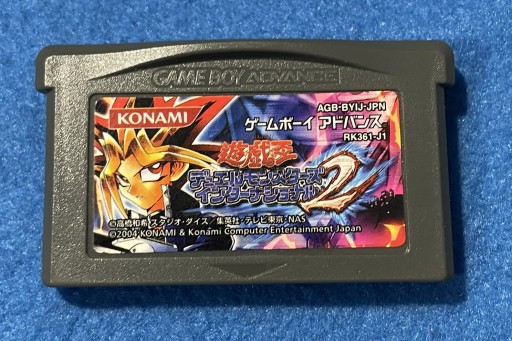 GAME BOY ADVANCE
KONAMI
AGB-BYIJ-JPN
ゲームボーイ アドバンス
RK361-J1
遊戯王
デュエルモンスターズ
インターナショナル2
©高橋和希 スタジオ・ダイス／集英社・テレビ東京・NAS
©2004 KONAMI & Konami Computer Entertainment Japan